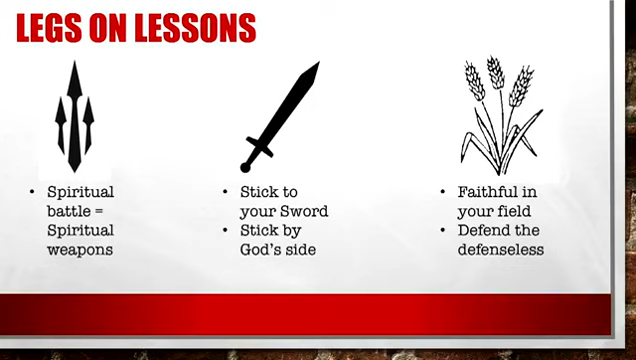 LEGS ON LESSONS
• Spiritual
battle =
Spiritual
weapons
• Stick to
your Sword
• Stick by
God's side
• Faithful in
your field
• Defend the
defenseless